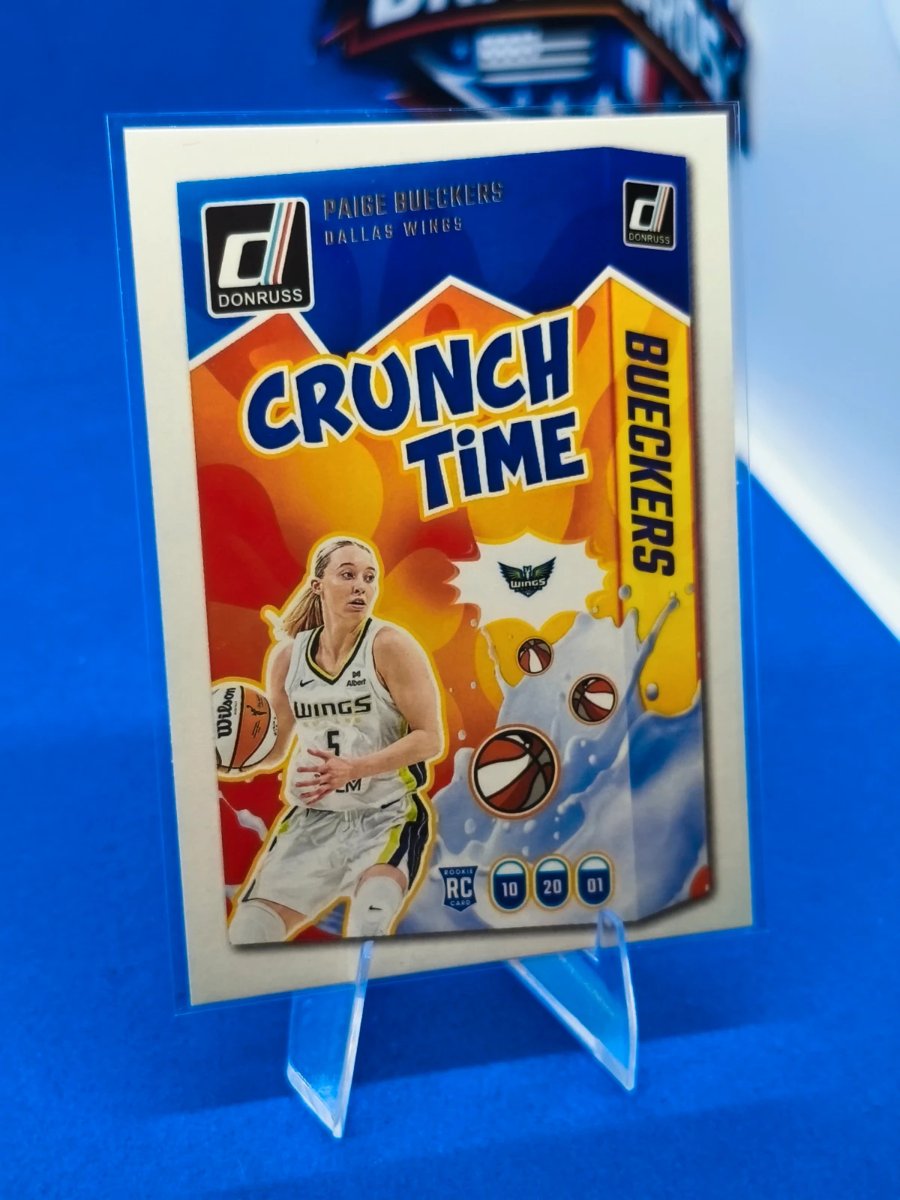 PAIGE BUECKERS
DALLAS WINGS
DONRUSS
DONRUSS
CRUNCH
TiME
BUECKERS
WINGS
Albert
Wilson
WINGS
5
ROOKIE
RC
CARD
10
20
01